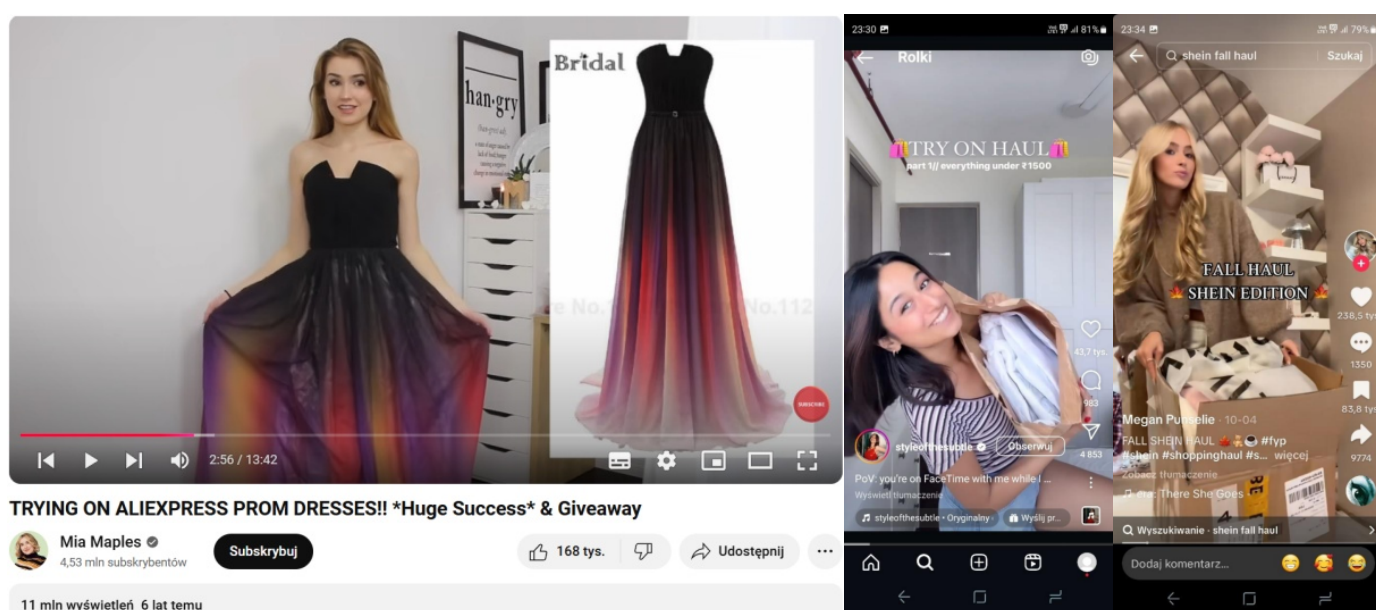 Bridal
han·gry
SUBSCRIBE
2:56 / 13:42
TRYING ON ALIEXPRESS PROM DRESSES!! *Huge Success* & Giveaway
Mia Maples
4,53 mln subskrybentów
Subskrybuj
168 tys.
Udostępnij
11 mln wyświetleń 6 lat temu
23:30
81%
Rolki
TRY ON HAUL
part 1// everything under ₹1500
43,7 tys.
983
4 853
styleofthesubtle
Obserwuj
PoV: you're on FaceTime with me while I ...
Wyświetl tłumaczenie
styleofthesubtle • Oryginalny
Wyślij pr...
23:34
79%
shein fall haul
Szukaj
FALL HAUL
SHEIN EDITION
238,5 tys
1350
83,8 tys
9774
Megan Punselie · 10-04
FALL SHEIN HAUL 🍁🧸☕ #fyp
#shein #shoppinghaul #s... więcej
Zobacz tłumaczenie
There She Goes
Wyszukiwanie · shein fall haul
Dodaj komentarz...